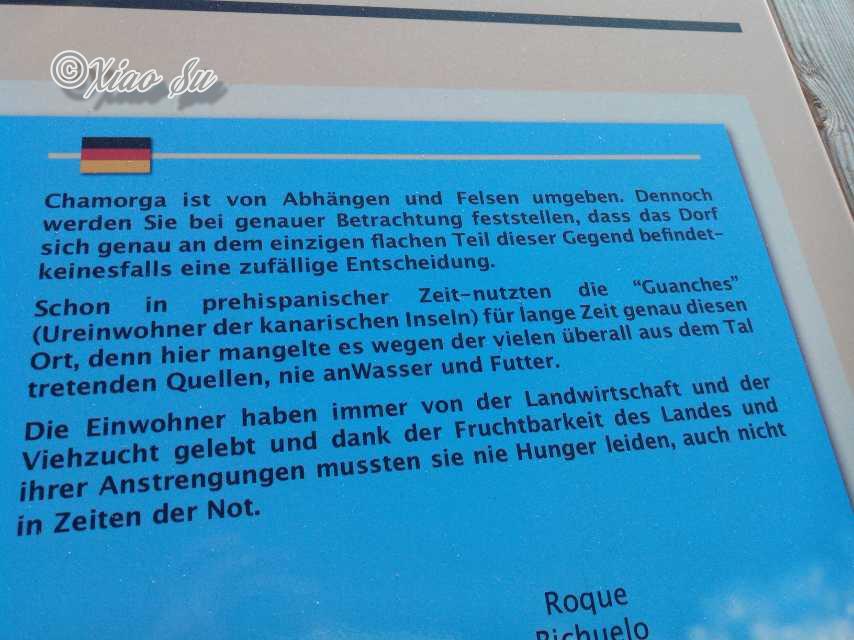 ©Xiao Su
Chamorga ist von Abhängen und Felsen umgeben. Dennoch
werden Sie bei genauer Betrachtung feststellen, dass das Dorf
sich genau an dem einzigen flachen Teil dieser Gegend befindet-
keinesfalls eine zufällige Entscheidung.
Schon in prehispanischer Zeit-nutzten die “Guanches”
(Ureinwohner der kanarischen Inseln) für lange Zeit genau diesen
Ort, denn hier mangelte es wegen der vielen überall aus dem Tal
tretenden Quellen, nie anWasser und Futter.
Die Einwohner haben immer von der Landwirtschaft und der
Viehzucht gelebt und dank der Fruchtbarkeit des Landes und
ihrer Anstrengungen mussten sie nie Hunger leiden, auch nicht
in Zeiten der Not.
Roque
Bichuelo